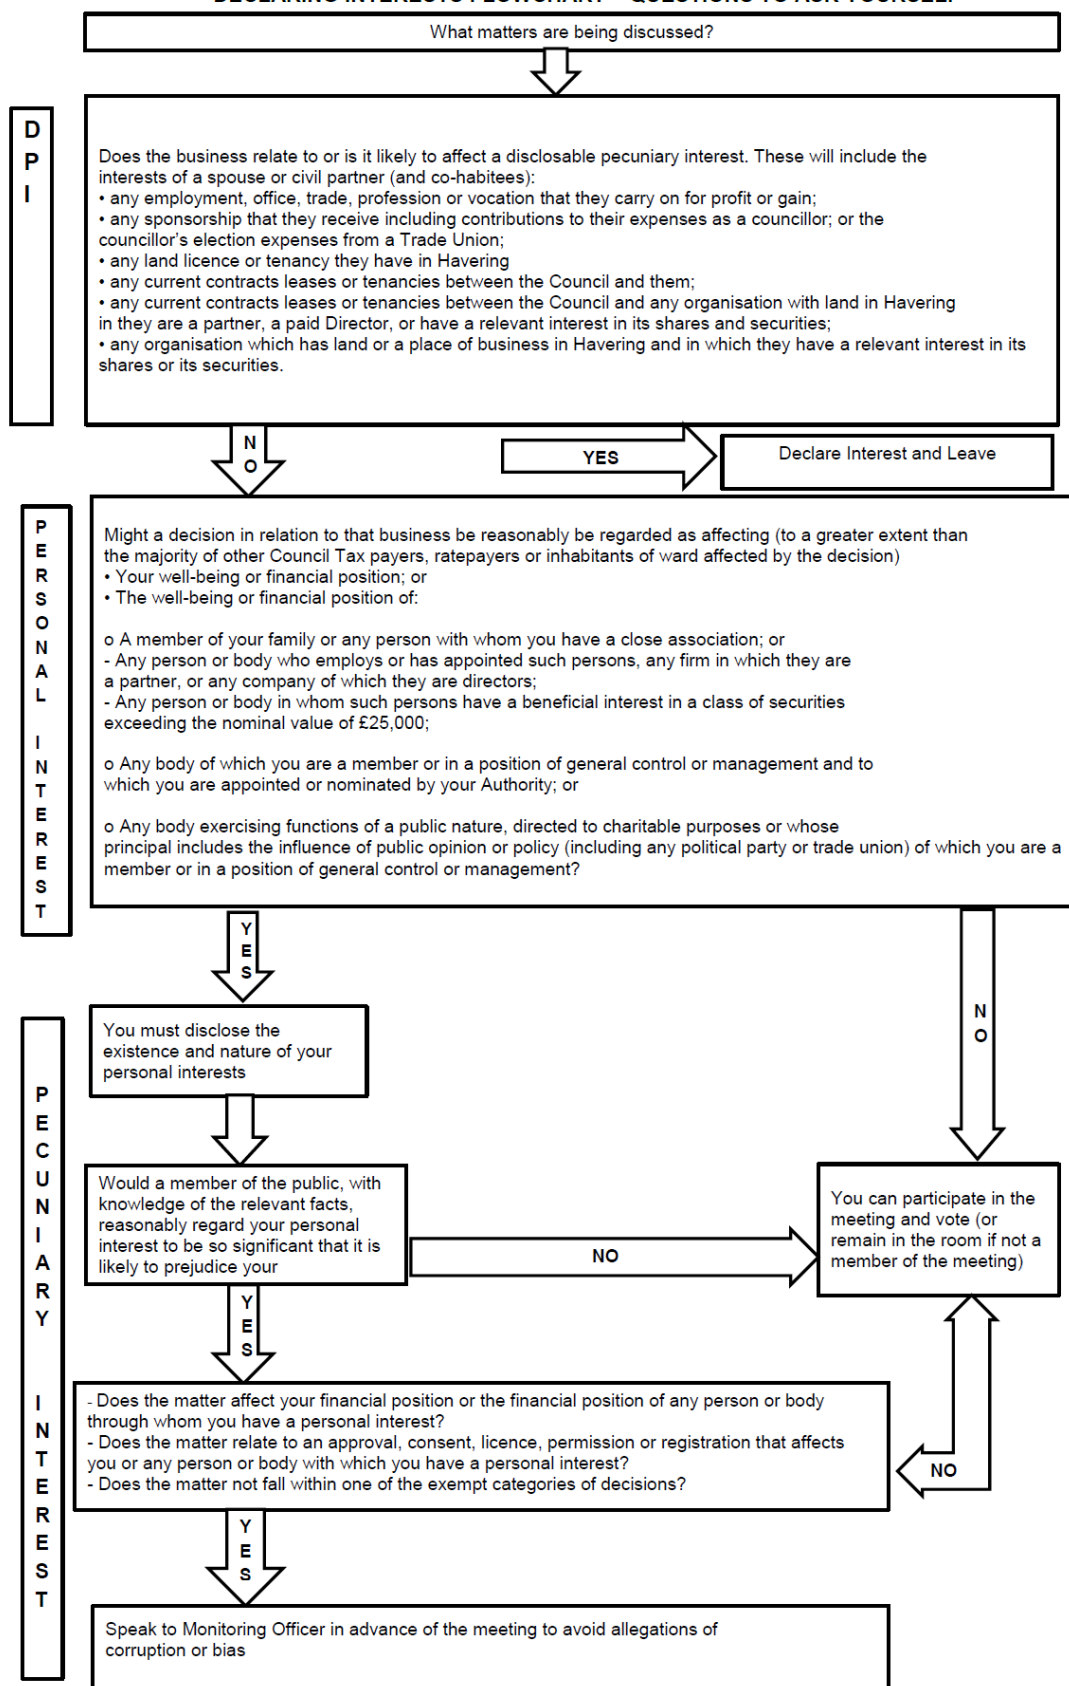 DECLARING INTERESTS FLOWCHART – QUESTIONS TO ASK YOURSELF
What matters are being discussed?
D
P
I
Does the business relate to or is it likely to affect a disclosable pecuniary interest. These will include the
interests of a spouse or civil partner (and co-habitees):
• any employment, office, trade, profession or vocation that they carry on for profit or gain;
• any sponsorship that they receive including contributions to their expenses as a councillor; or the
councillor's election expenses from a Trade Union;
• any land licence or tenancy they have in Havering
• any current contracts leases or tenancies between the Council and them;
• any current contracts leases or tenancies between the Council and any organisation with land in Havering
in they are a partner, a paid Director, or have a relevant interest in its shares and securities;
• any organisation which has land or a place of business in Havering and in which they have a relevant interest in its
shares or its securities.
N
O
YES
Declare Interest and Leave
P
E
R
S
O
N
A
L
I
N
T
E
R
E
S
T
Might a decision in relation to that business be reasonably be regarded as affecting (to a greater extent than
the majority of other Council Tax payers, ratepayers or inhabitants of ward affected by the decision)
• Your well-being or financial position; or
• The well-being or financial position of:
o A member of your family or any person with whom you have a close association; or
- Any person or body who employs or has appointed such persons, any firm in which they are
a partner, or any company of which they are directors;
- Any person or body in whom such persons have a beneficial interest in a class of securities
exceeding the nominal value of £25,000;
o Any body of which you are a member or in a position of general control or management and to
which you are appointed or nominated by your Authority; or
o Any body exercising functions of a public nature, directed to charitable purposes or whose
principal includes the influence of public opinion or policy (including any political party or trade union) of which you are a
member or in a position of general control or management?
Y
E
S
N
O
You must disclose the
existence and nature of your
personal interests
P
E
C
U
N
I
A
R
Y
I
N
T
E
R
E
S
T
Would a member of the public, with
knowledge of the relevant facts,
reasonably regard your personal
interest to be so significant that it is
likely to prejudice your
NO
You can participate in the
meeting and vote (or
remain in the room if not a
member of the meeting)
Y
E
S
- Does the matter affect your financial position or the financial position of any person or body
through whom you have a personal interest?
- Does the matter relate to an approval, consent, licence, permission or registration that affects
you or any person or body with which you have a personal interest?
- Does the matter not fall within one of the exempt categories of decisions?
NO
Y
E
S
Speak to Monitoring Officer in advance of the meeting to avoid allegations of
corruption or bias